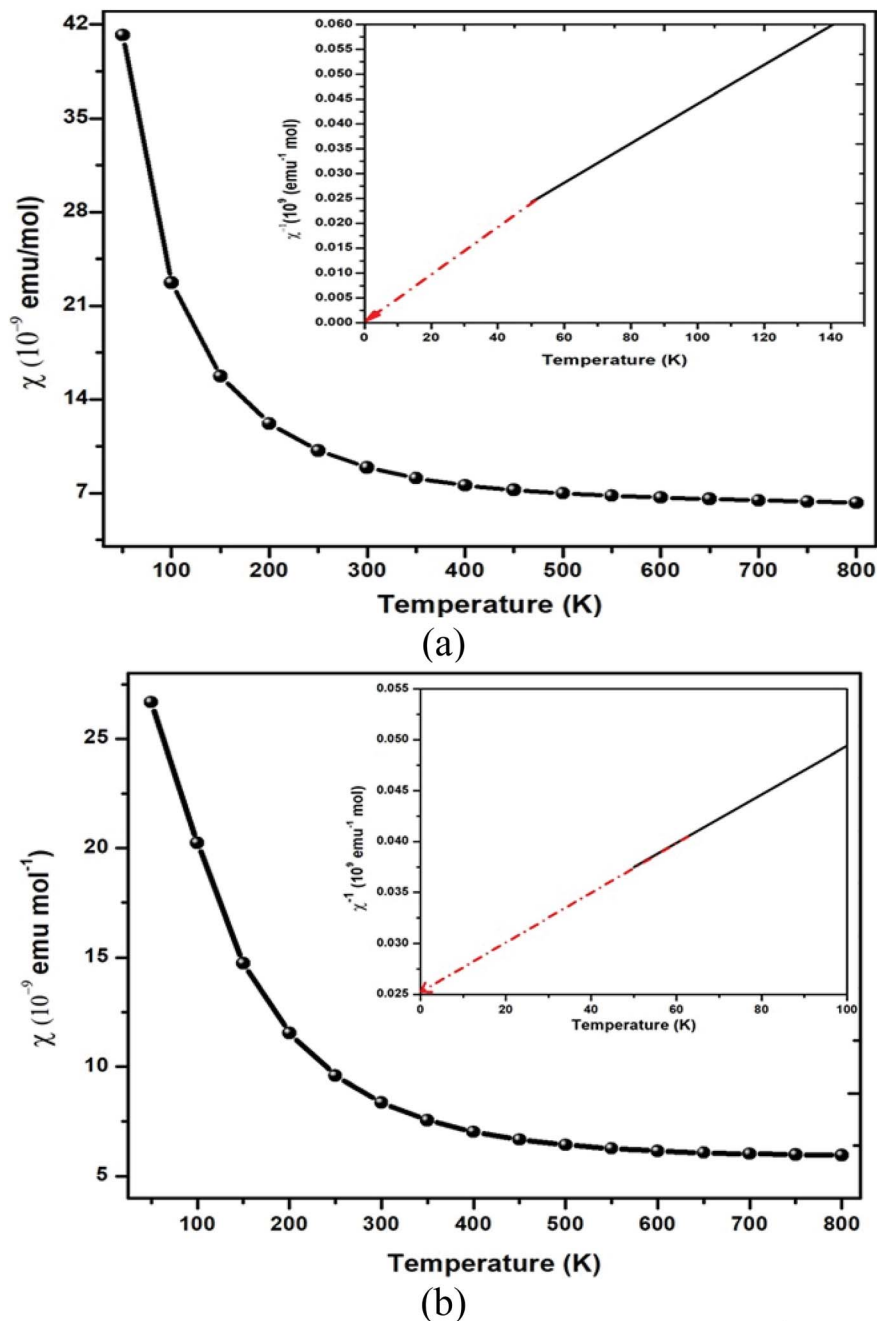 42
35
28
21
14
7
χ (10⁻⁹ emu/mol)
100 200 300 400 500 600 700 800
Temperature (K)
0.060
0.055
0.050
0.045
0.040
0.035
0.030
0.025
0.020
0.015
0.010
0.005
0.000
χ⁻¹(10⁹ (emu⁻¹ mol)
0 20 40 60 80 100 120 140
Temperature (K)
(a)
25
20
15
10
5
χ (10⁻⁹ emu mol⁻¹)
100 200 300 400 500 600 700 800
Temperature (K)
0.055
0.050
0.045
0.040
0.035
0.030
0.025
χ⁻¹ (10⁹ emu⁻¹ mol)
0 20 40 60 80 100
Temperature (K)
(b)